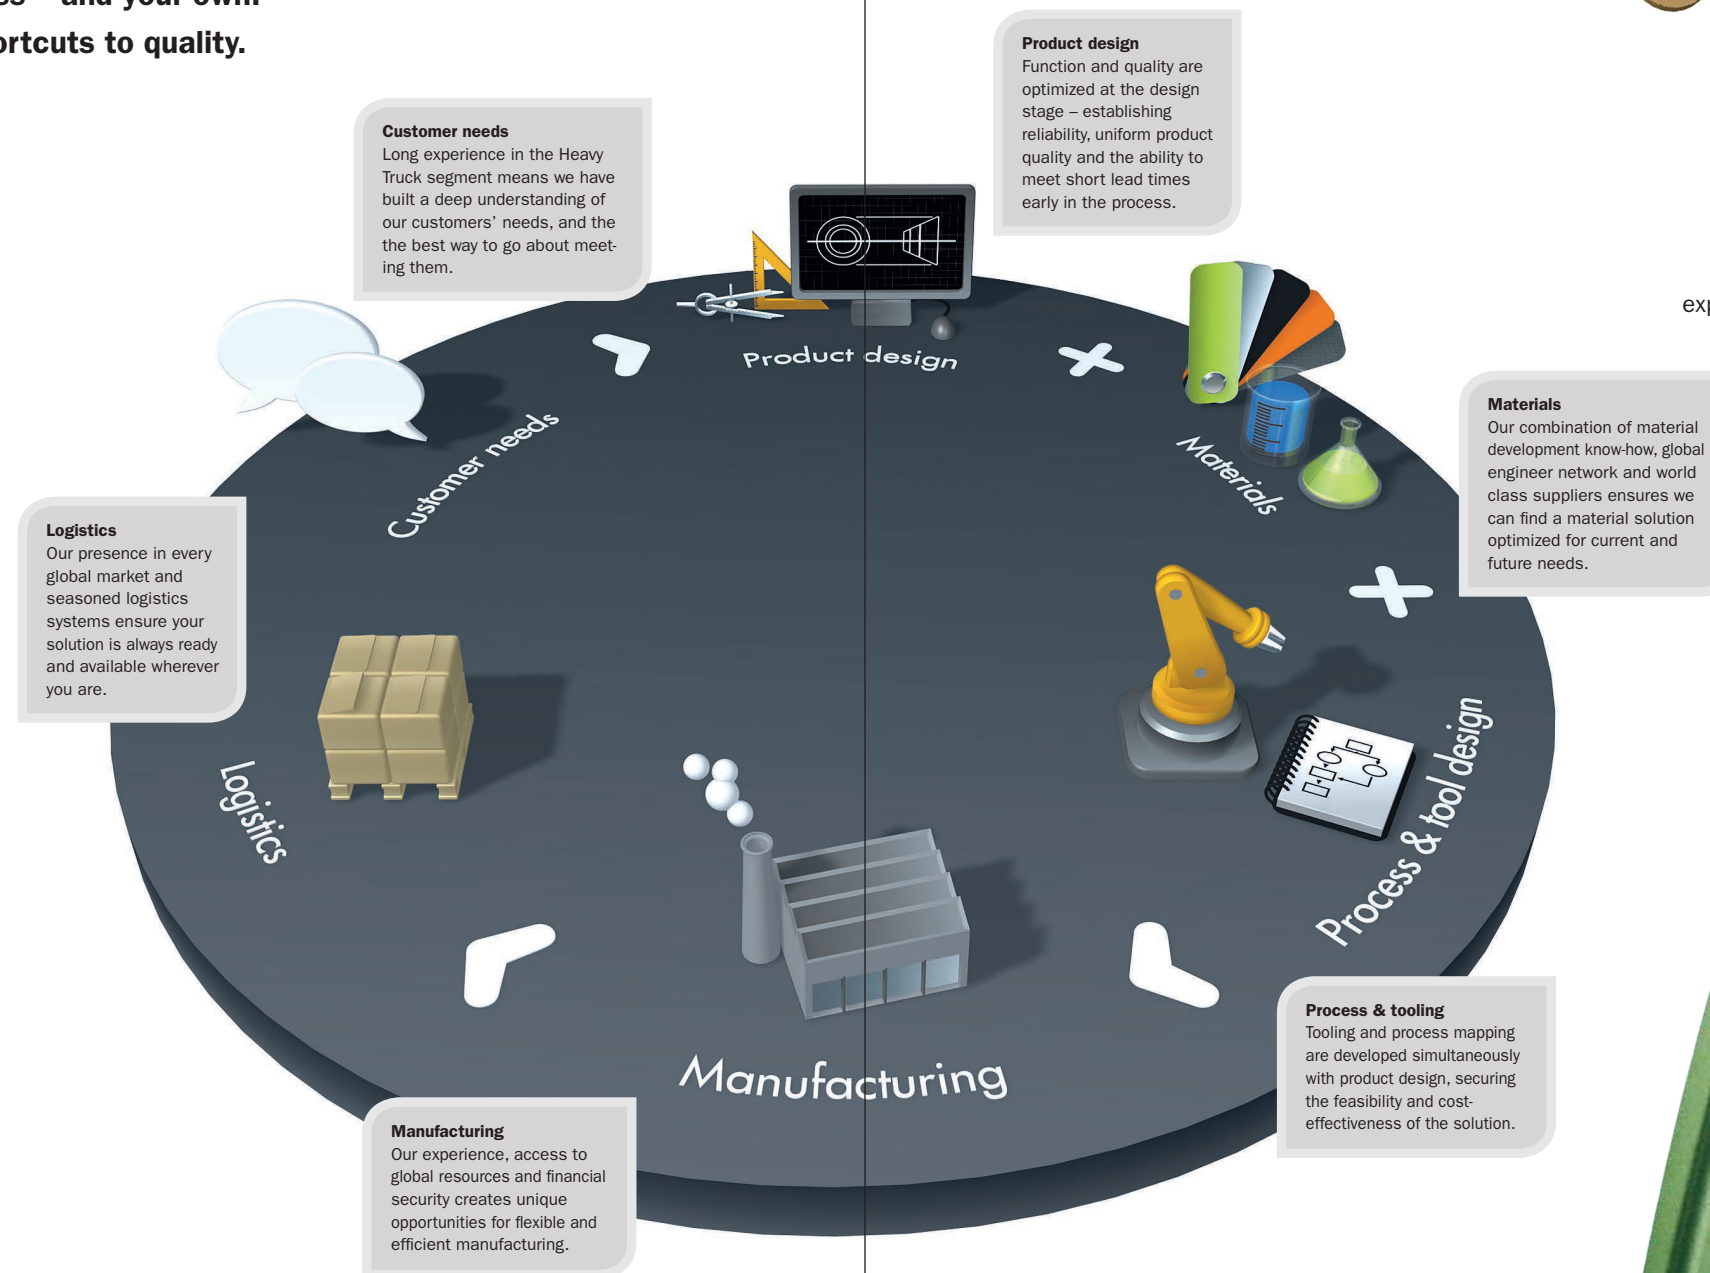 ss – and your own.
ortcuts to quality.
Product design
Function and quality are
optimized at the design
stage – establishing
reliability, uniform product
quality and the ability to
meet short lead times
early in the process.
Customer needs
Long experience in the Heavy
Truck segment means we have
built a deep understanding of
our customers’ needs, and the
the best way to go about meet-
ing them.
exp
Product design
Materials
Our combination of material
development know-how, global
engineer network and world
class suppliers ensures we
can find a material solution
optimized for current and
future needs.
Customer needs
Materials
Logistics
Our presence in every
global market and
seasoned logistics
systems ensure your
solution is always ready
and available wherever
you are.
Logistics
Process & tool design
Manufacturing
Process & tooling
Tooling and process mapping
are developed simultaneously
with product design, securing
the feasibility and cost-
effectiveness of the solution.
Manufacturing
Our experience, access to
global resources and financial
security creates unique
opportunities for flexible and
efficient manufacturing.